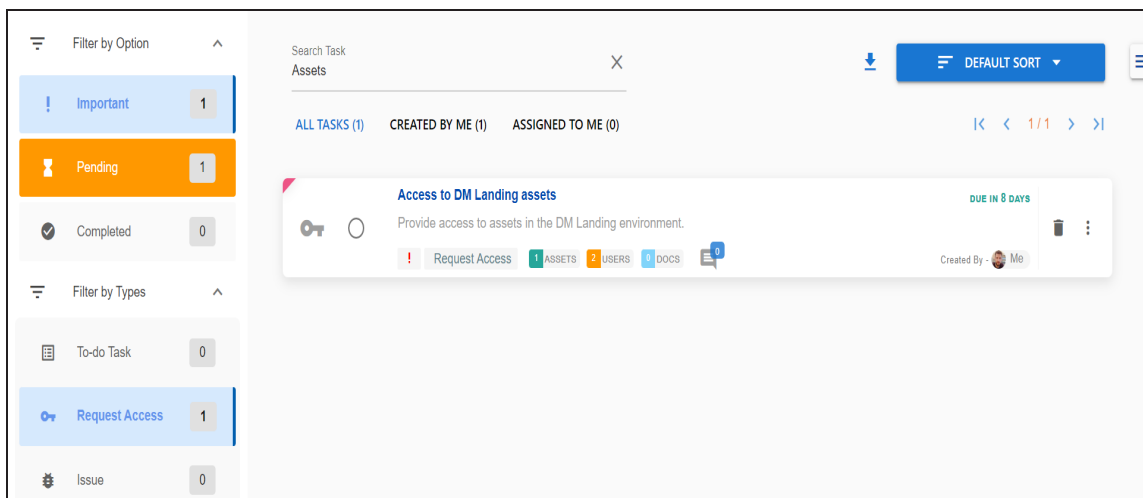 Filter by Option
! Important 1
Pending 1
Completed 0
Filter by Types
To-do Task 0
Request Access 1
Issue 0
Search Task
Assets X
DEFAULT SORT
ALL TASKS (1) CREATED BY ME (1) ASSIGNED TO ME (0) 1 / 1
Access to DM Landing assets DUE IN 8 DAYS
Provide access to assets in the DM Landing environment.
! Request Access 1 ASSETS 2 USERS 0 DOCS 0 Created By - Me